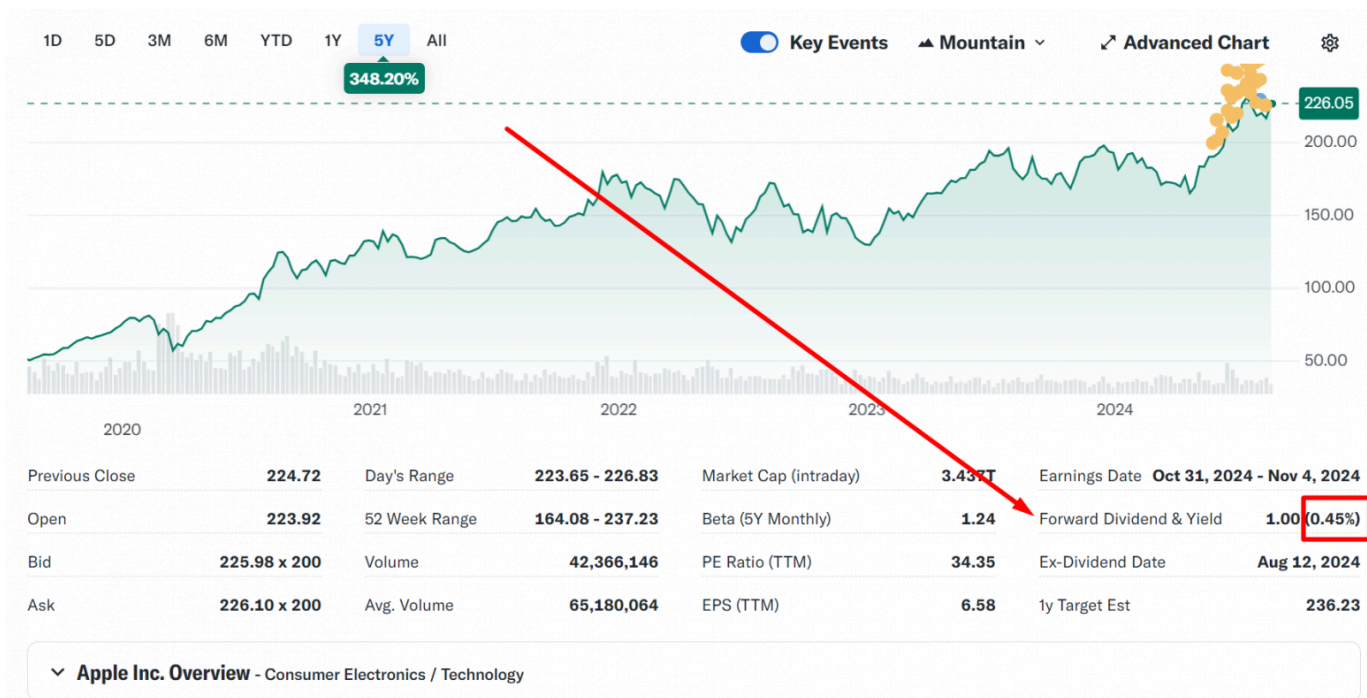 1D 5D 3M 6M YTD 1Y 5Y All Key Events Mountain Advanced Chart
348.20%
226.05
200.00
150.00
100.00
50.00
2021 2022 2023 2024
2020
Previous Close 224.72 Day's Range 223.65 - 226.83 Market Cap (intraday) 3.437T Earnings Date Oct 31, 2024 - Nov 4, 2024
Open 223.92 52 Week Range 164.08 - 237.23 Beta (5Y Monthly) 1.24 Forward Dividend & Yield 1.00 (0.45%)
Bid 225.98 x 200 Volume 42,366,146 PE Ratio (TTM) 34.35 Ex-Dividend Date Aug 12, 2024
Ask 226.10 x 200 Avg. Volume 65,180,064 EPS (TTM) 6.58 1y Target Est 236.23
Apple Inc. Overview - Consumer Electronics / Technology